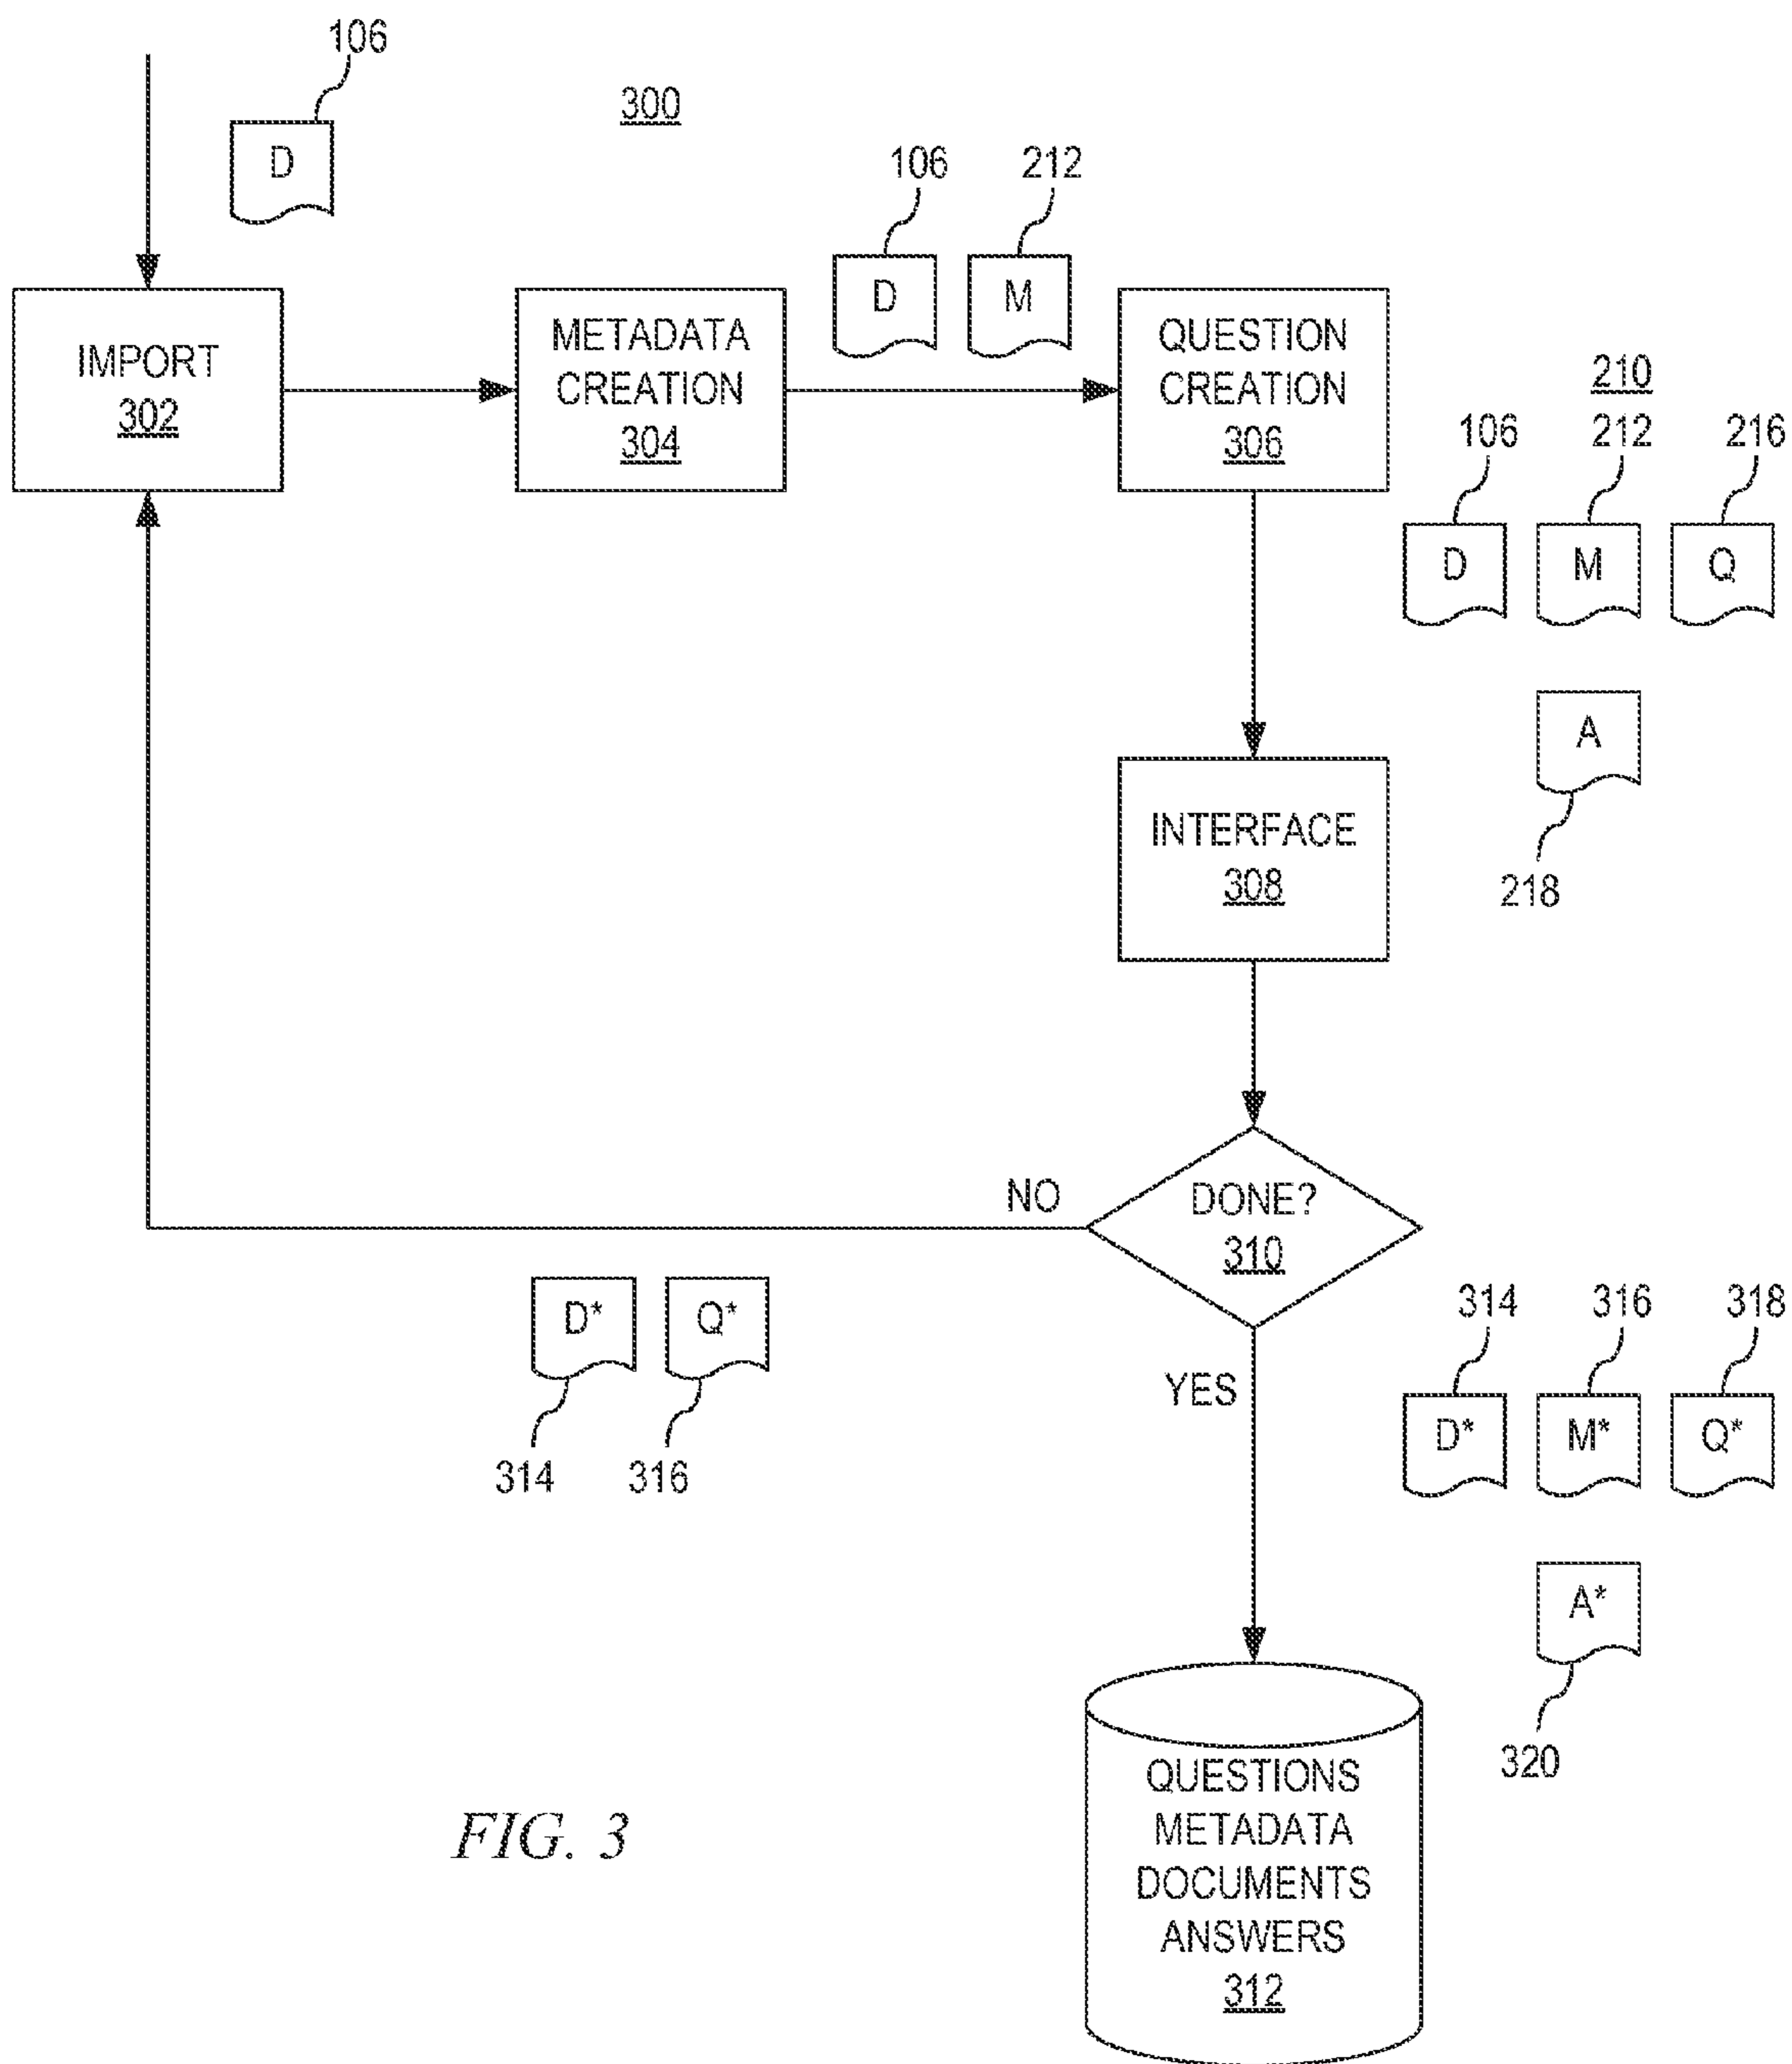 106
300
D
106
212
D
M
IMPORT
302
METADATA
CREATION
304
QUESTION
CREATION
306
210
106
212
216
D
M
Q
A
218
INTERFACE
308
NO
DONE?
310
D*
Q*
314
316
YES
314
316
318
D*
M*
Q*
A*
320
QUESTIONS
METADATA
DOCUMENTS
ANSWERS
312
FIG. 3